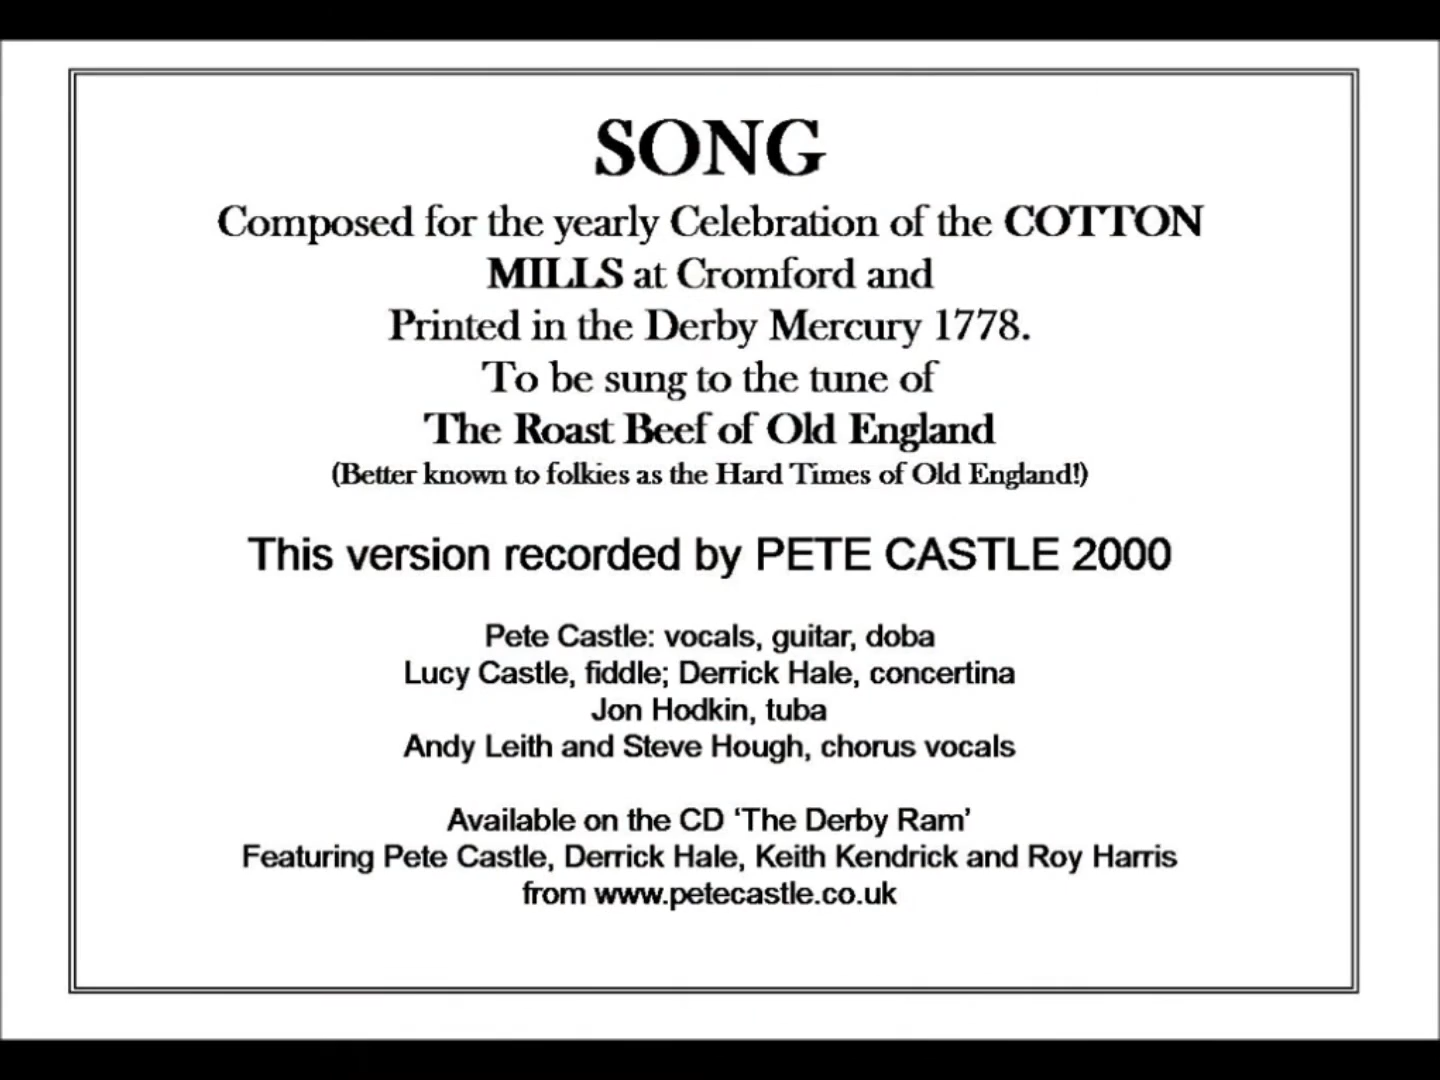 SONG
Composed for the yearly Celebration of the COTTON
MILLS at Cromford and
Printed in the Derby Mercury 1778.
To be sung to the tune of
The Roast Beef of Old England
(Better known to folkies as the Hard Times of Old England!)
This version recorded by PETE CASTLE 2000
Pete Castle: vocals, guitar, doba
Lucy Castle, fiddle; Derrick Hale, concertina
Jon Hodkin, tuba
Andy Leith and Steve Hough, chorus vocals
Available on the CD ‘The Derby Ram’
Featuring Pete Castle, Derrick Hale, Keith Kendrick and Roy Harris
from www.petecastle.co.uk